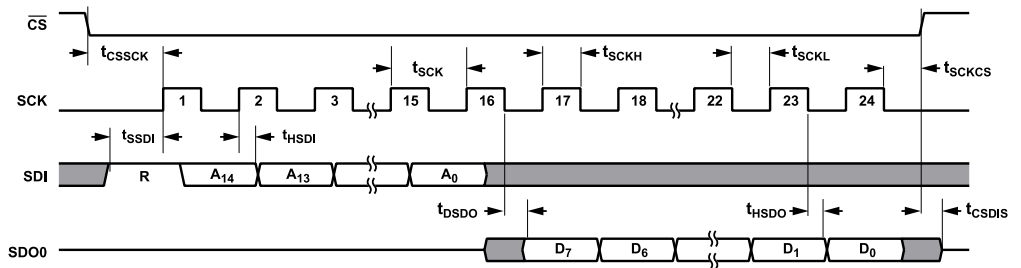 CS
tCSSCK
tSCK
tSCKH
tSCKL
tSCKCS
SCK
1 2 3 15 16 17 18 22 23 24
tSSDI
tHSDI
SDI
R A14 A13 A0
tDSDO
tHSDO
tCSDIS
SDO0
D7 D6 D1 D0